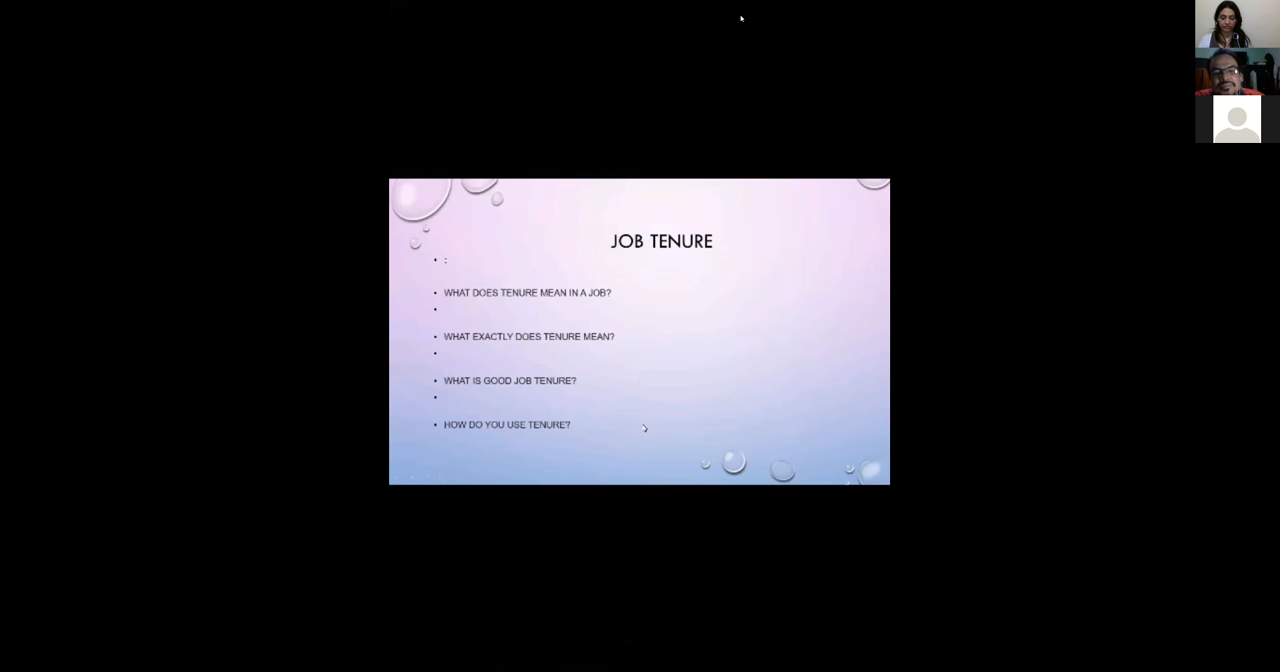 JOB TENURE
• :
• WHAT DOES TENURE MEAN IN A JOB?
•
• WHAT EXACTLY DOES TENURE MEAN?
•
• WHAT IS GOOD JOB TENURE?
•
• HOW DO YOU USE TENURE?